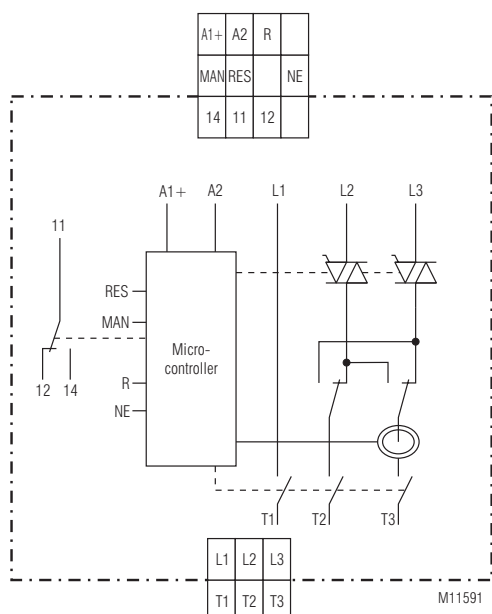 A1+ A2 R
MAN RES NE
14 11 12
A1+ A2 L1 L2 L3
11
RES
MAN
Micro-
controller
12 14
R
NE
T1 T2 T3
L1 L2 L3
T1 T2 T3
M11591